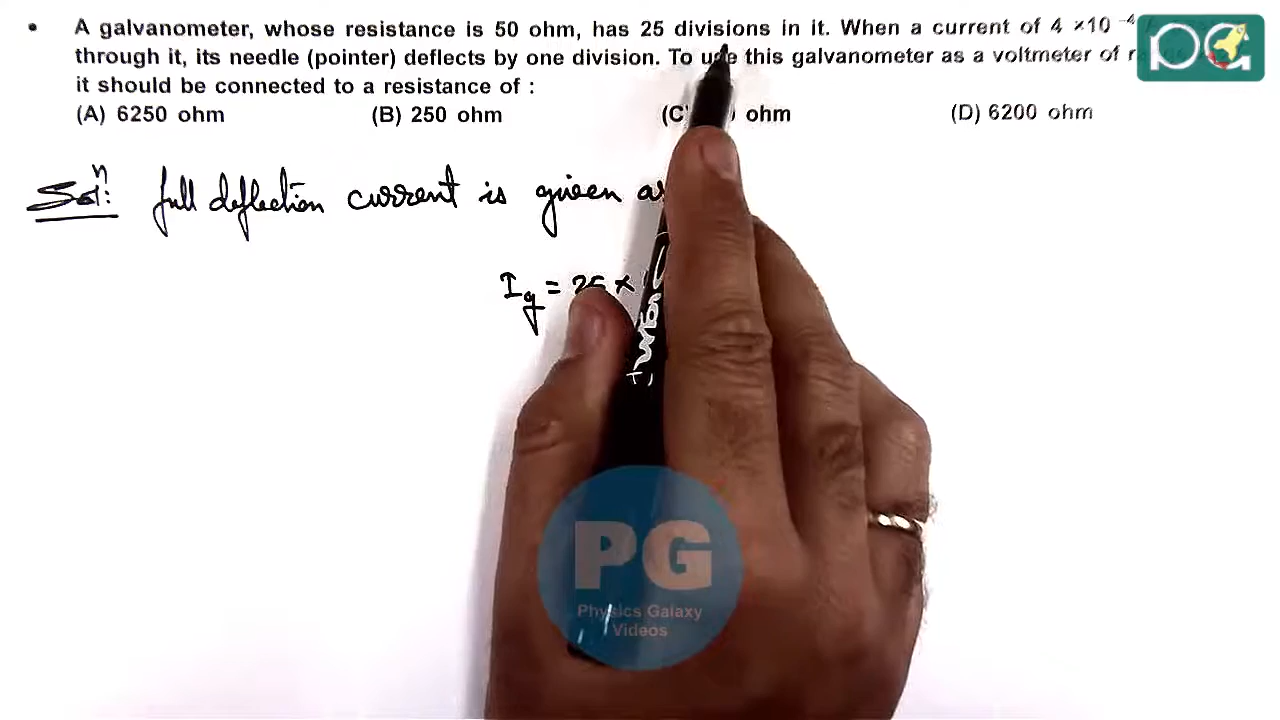 • A galvanometer, whose resistance is 50 ohm, has 25 divisions in it. When a current of 4 ×10⁻⁴
through it, its needle (pointer) deflects by one division. To use this galvanometer as a voltmeter of
it should be connected to a resistance of :
(A) 6250 ohm (B) 250 ohm (C) ohm (D) 6200 ohm
Solⁿ: full deflection current is given as
I_g = 25 ×
PG
Physics Galaxy
Videos